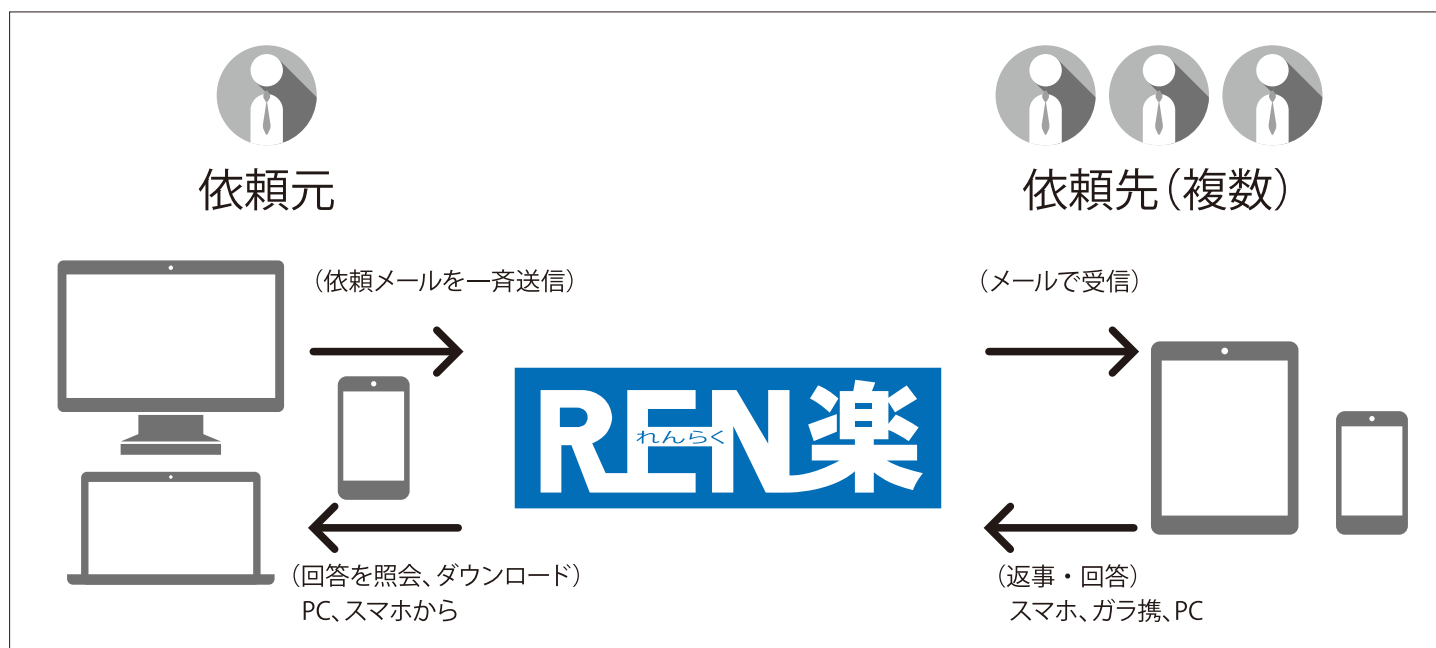 依頼元
依頼先(複数)
(依頼メールを一斉送信)
(メールで受信)
REN楽
れんらく
(回答を照会、ダウンロード)
PC、スマホから
(返事・回答)
スマホ、ガラ携、PC